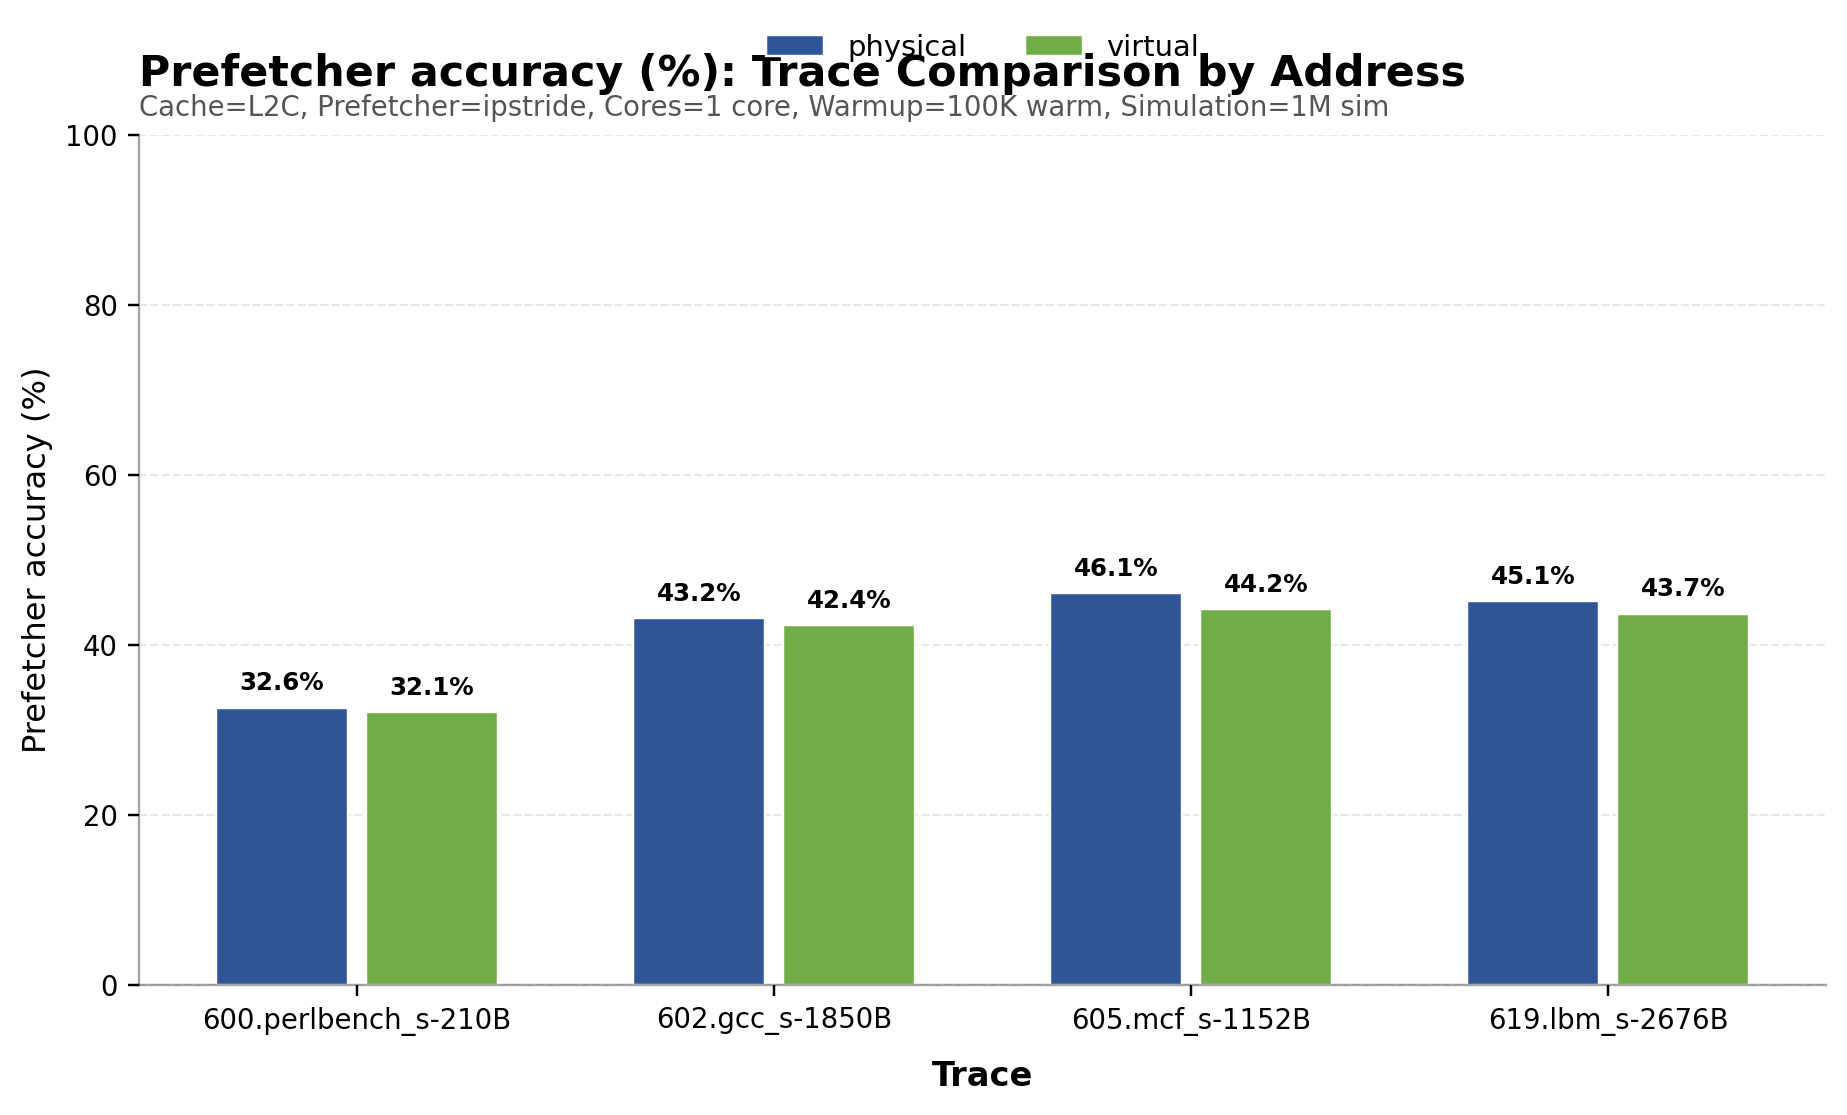 physical virtual
Prefetcher accuracy (%): Trace Comparison by Address
Cache=L2C, Prefetcher=ipstride, Cores=1 core, Warmup=100K warm, Simulation=1M sim
Prefetcher accuracy (%)
100
80
60
40
20
0
32.6% 32.1% 43.2% 42.4% 46.1% 44.2% 45.1% 43.7%
600.perlbench_s-210B 602.gcc_s-1850B 605.mcf_s-1152B 619.lbm_s-2676B
Trace